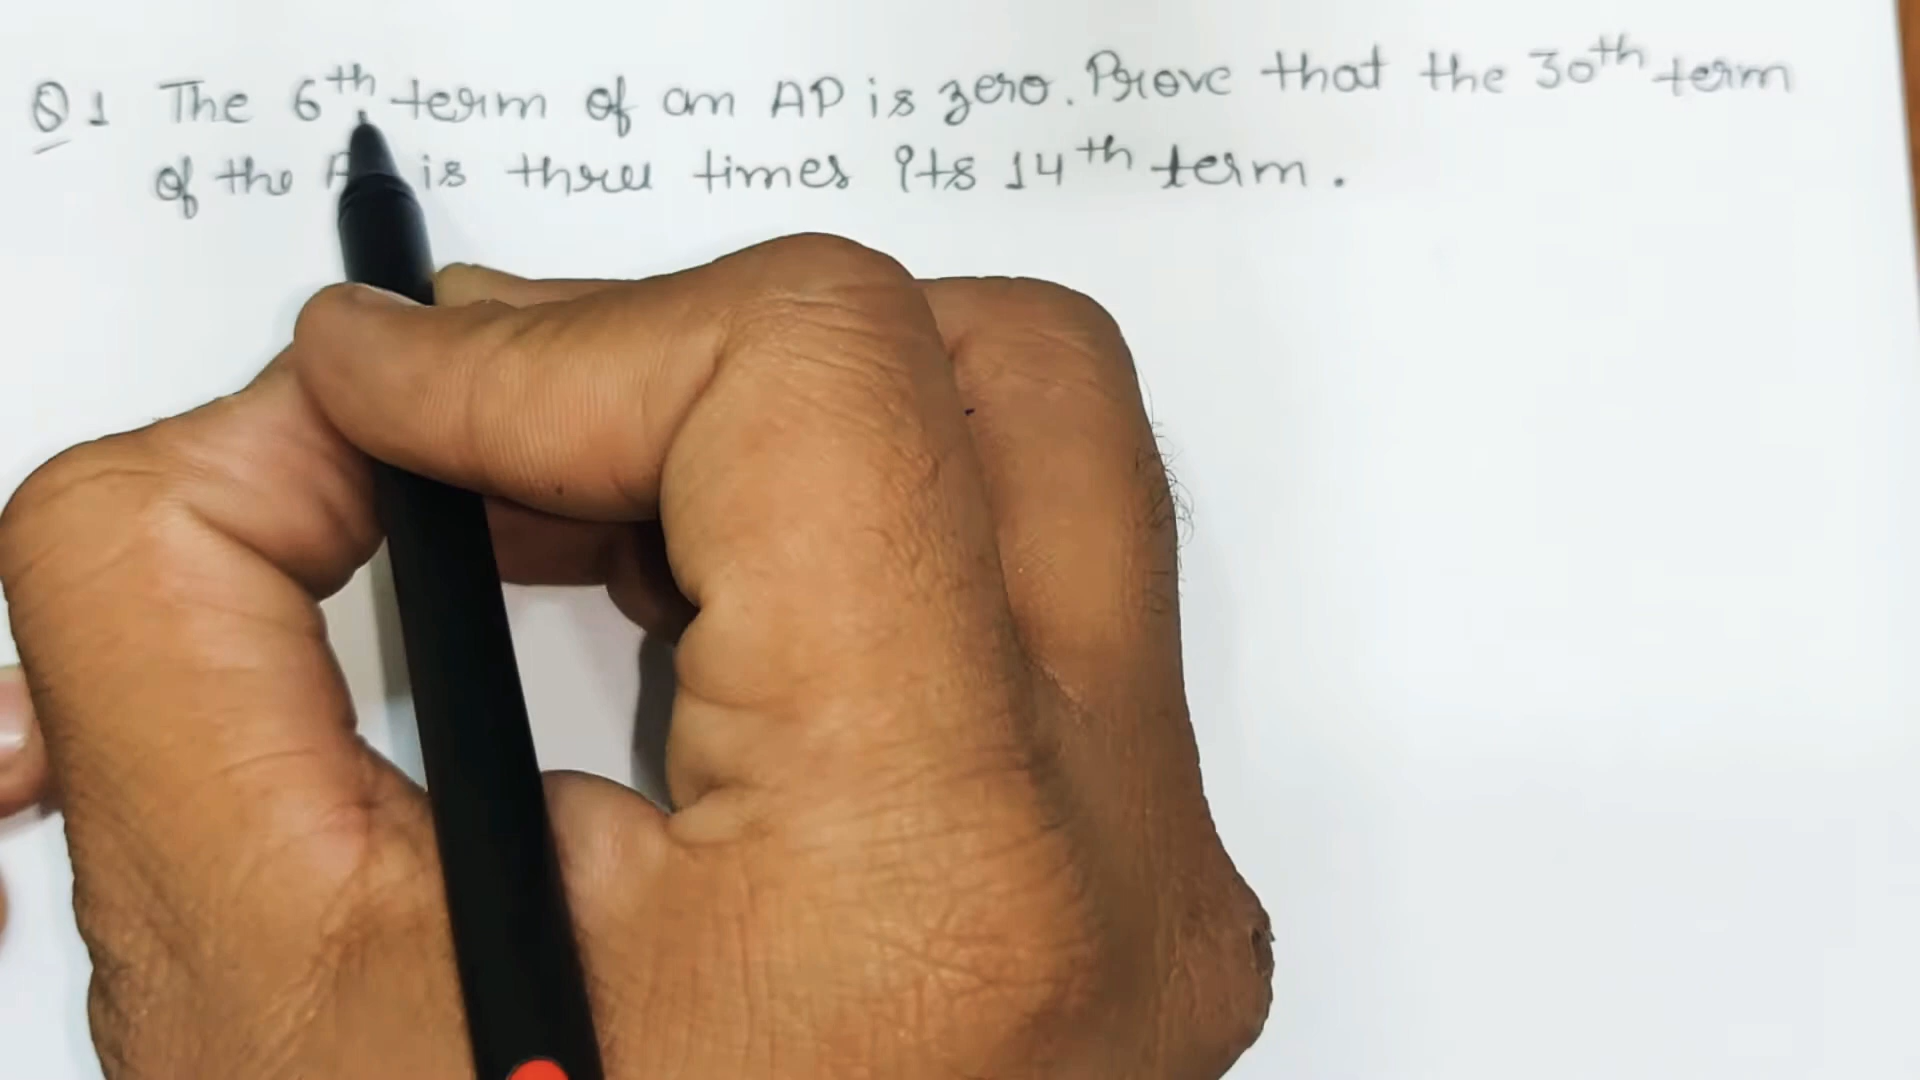 Q1 The 6th term of an AP is zero. Prove that the 30th term
of the is three times its 14th term.